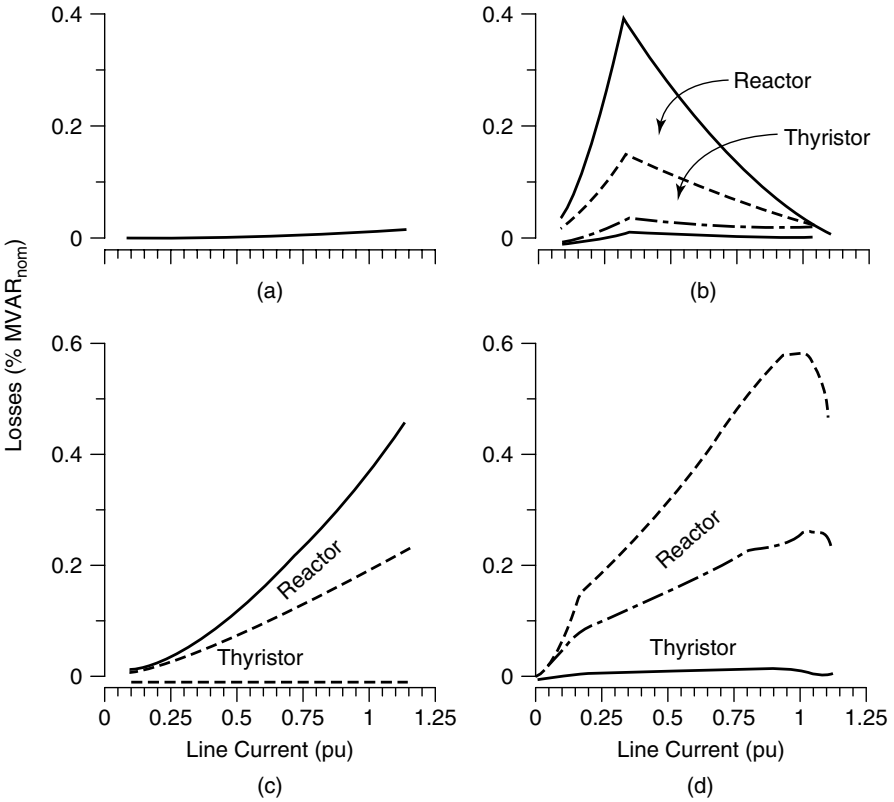 0.4
0.2
0
(a)
0.4
0.2
0
Reactor
Thyristor
(b)
Losses (% MVARnom)
0.6
0.4
0.2
0
Reactor
Thyristor
0 0.25 0.5 0.75 1 1.25
Line Current (pu)
(c)
0.6
0.4
0.2
0
Reactor
Thyristor
0 0.25 0.5 0.75 1 1.25
Line Current (pu)
(d)